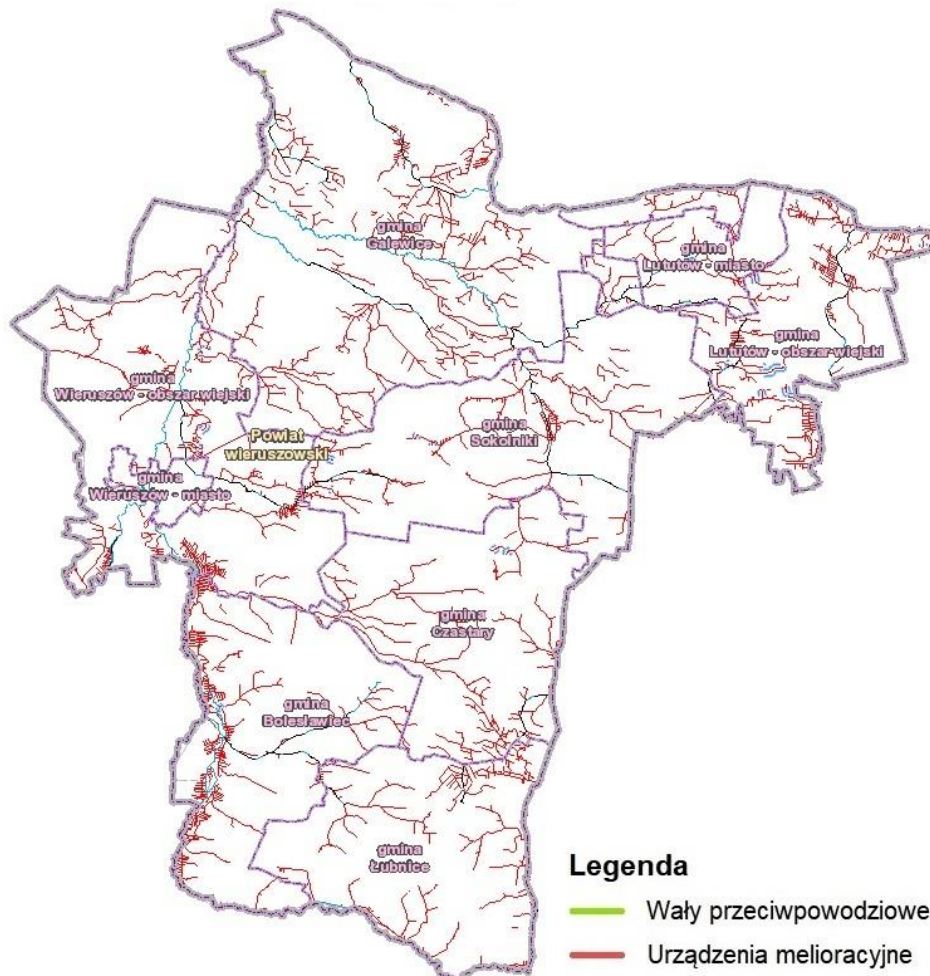 gmina
Galewice
gmina
Lututów - miasto
gmina
Lututów - obszar wiejski
gmina
Wieruszów - obszar wiejski
gmina
Sokolniki
Powiat
wieruszowski
gmina
Wieruszów - miasto
gmina
Czastary
gmina
Bolesławiec
gmina
Łubnice
Legenda
Wały przeciwpowodziowe
Urządzenia melioracyjne